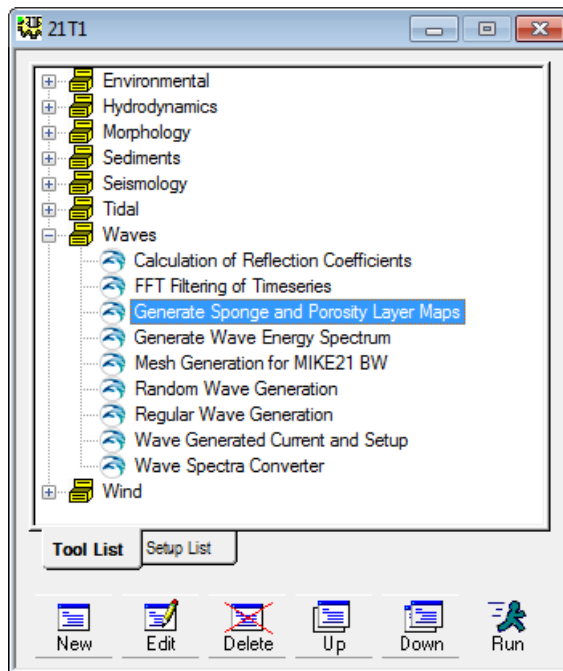 21T1
Environmental
Hydrodynamics
Morphology
Sediments
Seismology
Tidal
Waves
Calculation of Reflection Coefficients
FFT Filtering of Timeseries
Generate Sponge and Porosity Layer Maps
Generate Wave Energy Spectrum
Mesh Generation for MIKE21 BW
Random Wave Generation
Regular Wave Generation
Wave Generated Current and Setup
Wave Spectra Converter
Wind
Tool List Setup List
New Edit Delete Up Down Run